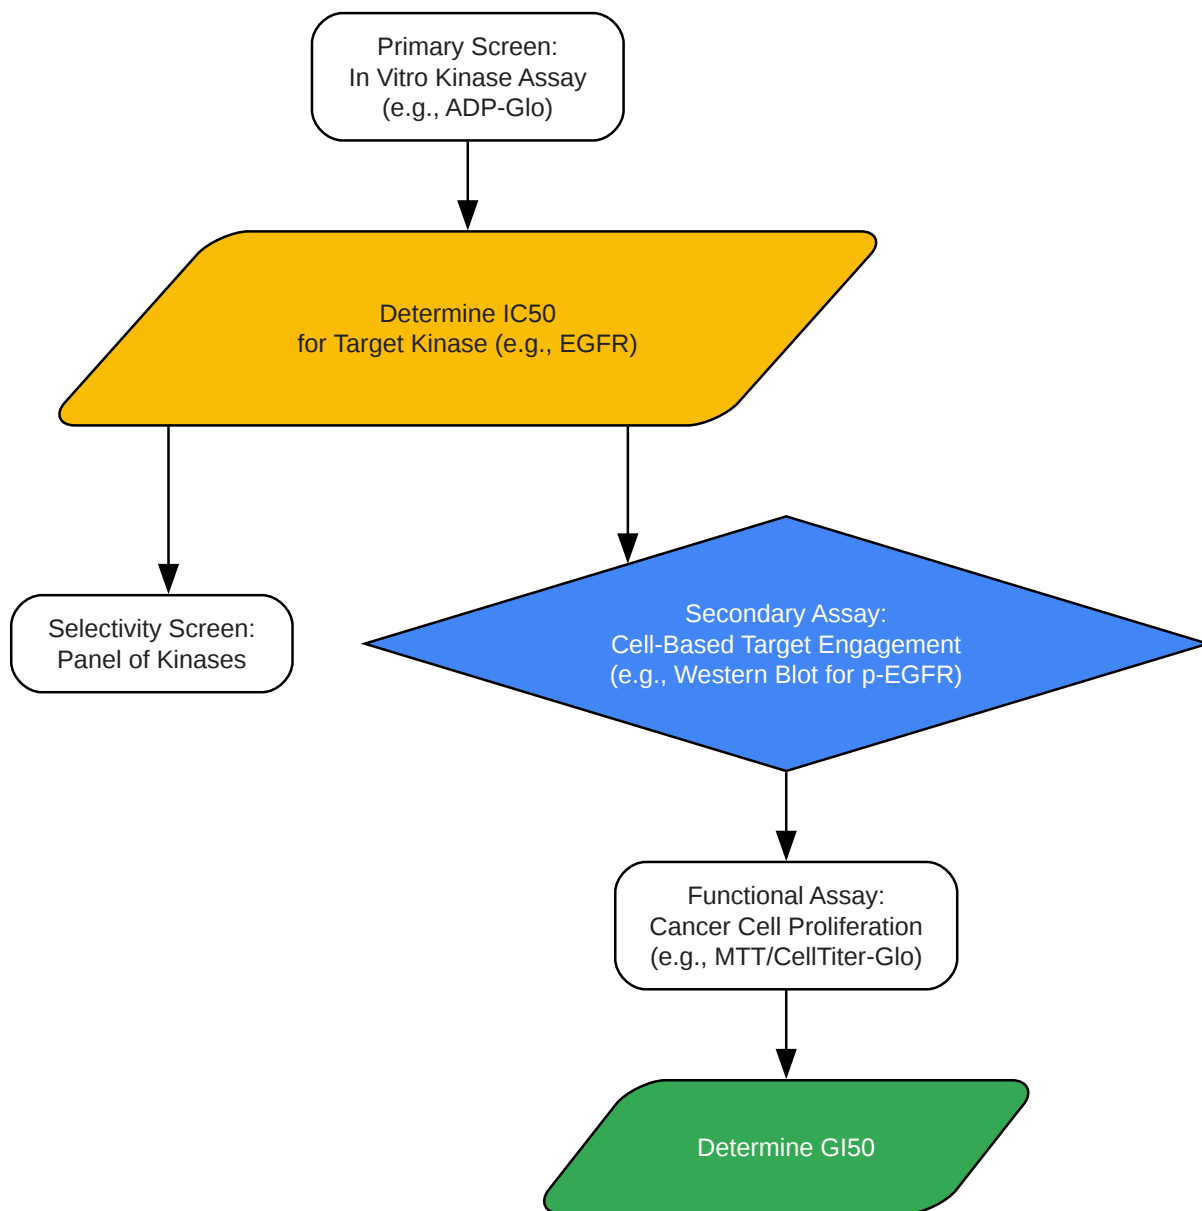 Primary Screen:
In Vitro Kinase Assay
(e.g., ADP-Glo)
Determine IC50
for Target Kinase (e.g., EGFR)
Selectivity Screen:
Panel of Kinases
Secondary Assay:
Cell-Based Target Engagement
(e.g., Western Blot for p-EGFR)
Functional Assay:
Cancer Cell Proliferation
(e.g., MTT/CellTiter-Glo)
Determine GI50